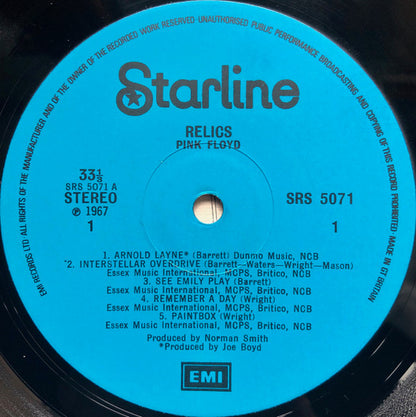 EMI RECORDS LTD ALL RIGHTS OF THE MANUFACTURER AND OF THE OWNER OF THE RECORDED WORK RESERVED UNAUTHORISED PUBLIC PERFORMANCE BROADCASTING AND COPYING OF THIS RECORD PROHIBITED MADE IN GT BRITAIN
Starline
RELICS
PINK FLOYD
33⅓
SRS 5071 A
STEREO
℗ 1967
1
SRS 5071
1
1. ARNOLD LAYNE* (Barrett) Dunmo Music, NCB
*2. INTERSTELLAR OVERDRIVE (Barrett—Waters—Wright—Mason)
Essex Music International, MCPS, Britico, NCB
3. SEE EMILY PLAY (Barrett)
Essex Music International, MCPS, Britico, NCB
4. REMEMBER A DAY (Wright)
Essex Music International, MCPS, Britico, NCB
5. PAINTBOX (Wright)
Essex Music International, MCPS, Britico, NCB
Produced by Norman Smith
*Produced by Joe Boyd
EMI